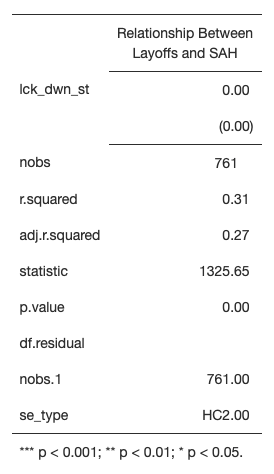 Relationship Between
Layoffs and SAH
lck_dwn_st 0.00
(0.00)
nobs 761
r.squared 0.31
adj.r.squared 0.27
statistic 1325.65
p.value 0.00
df.residual
nobs.1 761.00
se_type HC2.00
*** p < 0.001; ** p < 0.01; * p < 0.05.